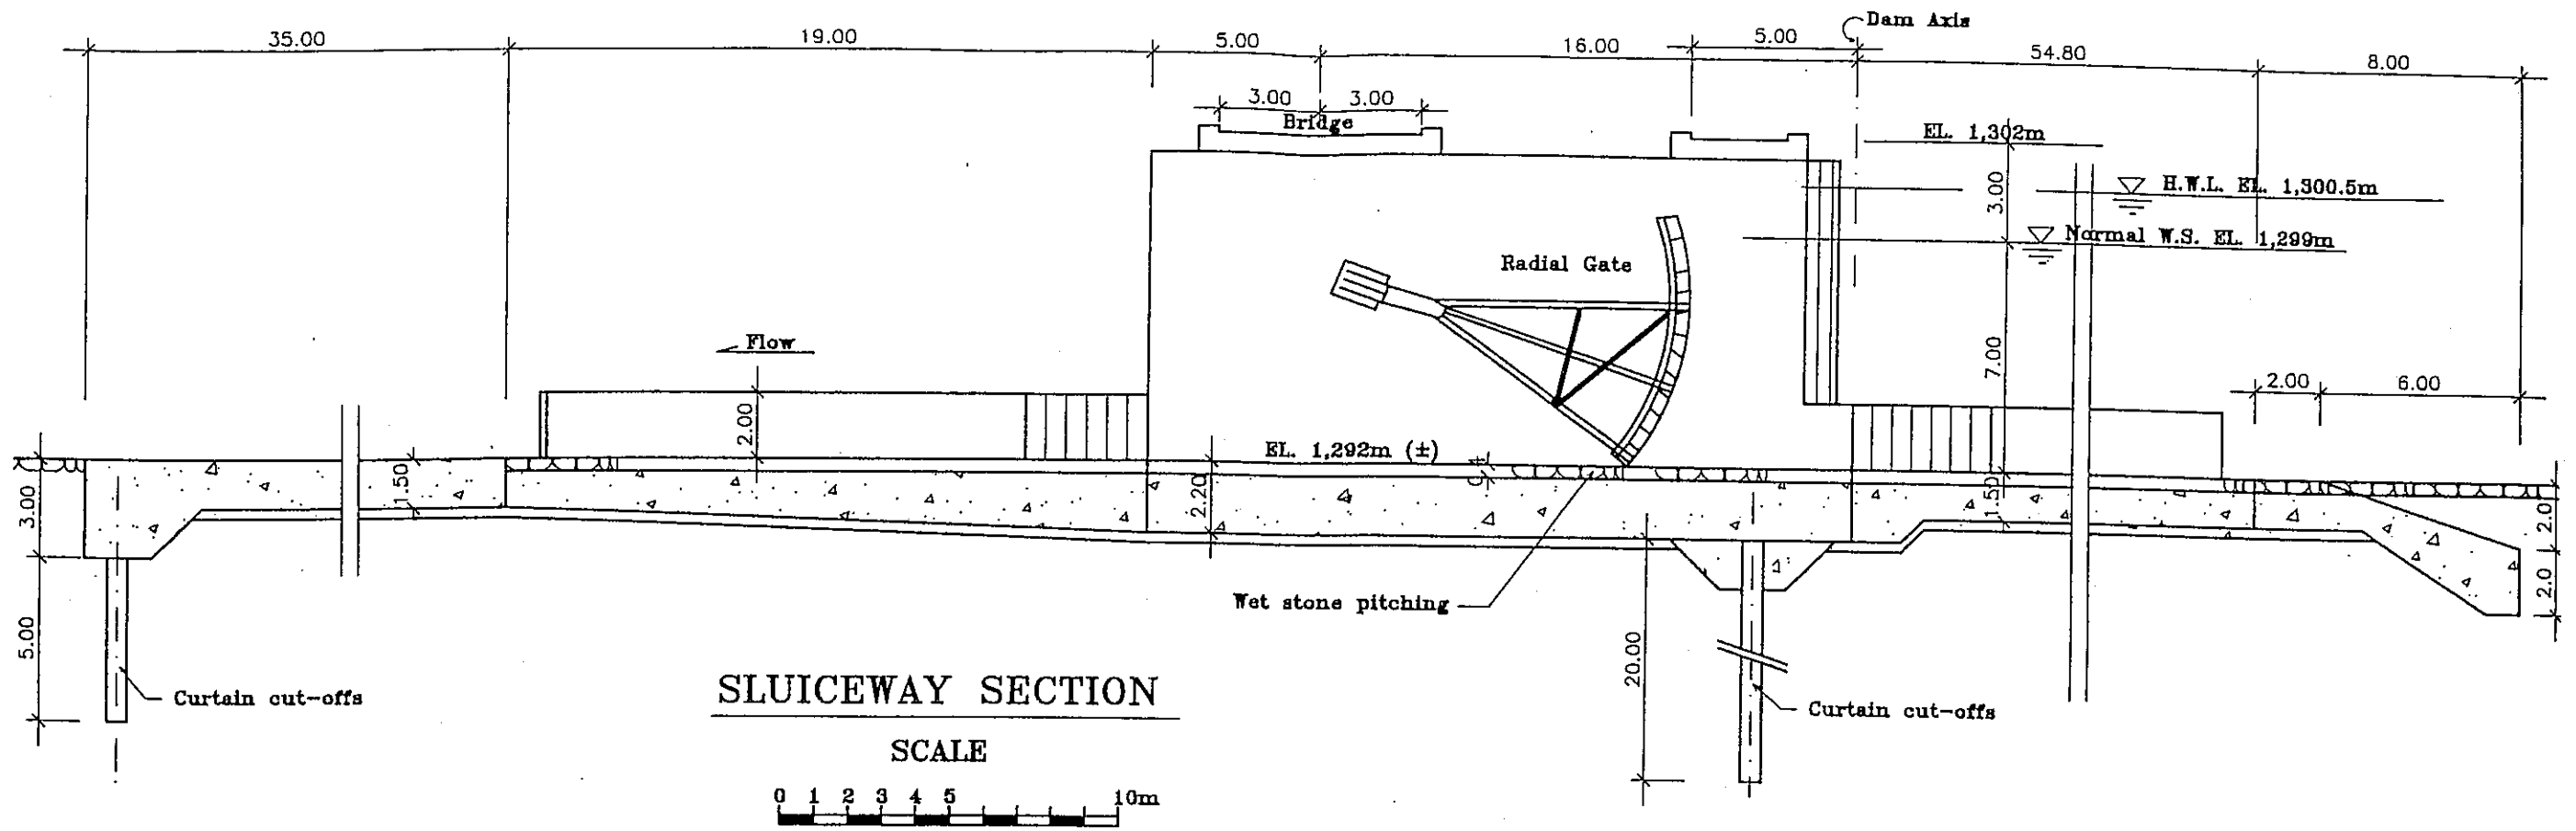 Dam Axis
35.00 19.00 5.00 16.00 5.00 54.80 8.00
3.00 3.00
Bridge
EL. 1,302m
H.W.L. EL. 1,300.5m
3.00
Normal W.S. EL. 1,299m
Radial Gate
Flow
7.00
2.00 6.00
2.00
EL. 1,292m (±)
3.00 1.50 2.20 1.50 2.0
2.0
Wet stone pitching
5.00 20.00
Curtain cut-offs
Curtain cut-offs
SLUICEWAY SECTION
SCALE
0 1 2 3 4 5 10m